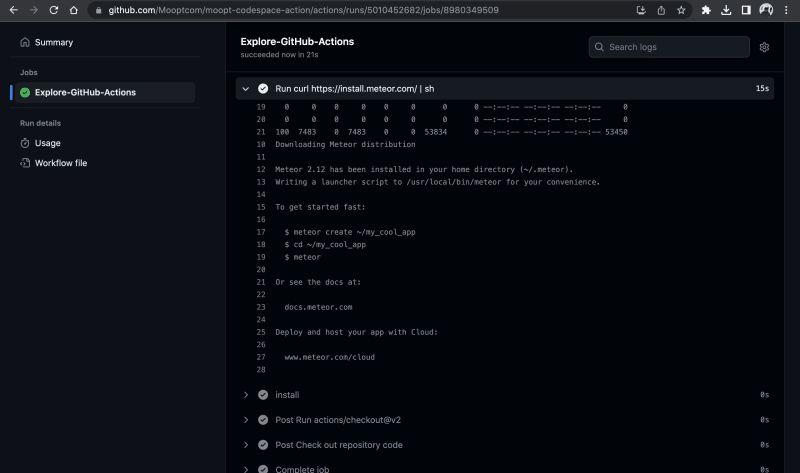 github.com/Mooptcom/moopt-codespace-action/actions/runs/5010452682/jobs/8980349509
Summary
Jobs
Explore-GitHub-Actions
Run details
Usage
Workflow file
Explore-GitHub-Actions
succeeded now in 21s
Search logs
Run curl https://install.meteor.com/ | sh 15s
19 0 0 0 0 0 0 0 0 --:--:-- --:--:-- --:--:-- 0
20 0 0 0 0 0 0 0 0 --:--:-- --:--:-- --:--:-- 0
21 100 7483 0 7483 0 0 53834 0 --:--:-- --:--:-- --:--:-- 53450
10 Downloading Meteor distribution
11
12 Meteor 2.12 has been installed in your home directory (~/.meteor).
13 Writing a launcher script to /usr/local/bin/meteor for your convenience.
14
15 To get started fast:
16
17 $ meteor create ~/my_cool_app
18 $ cd ~/my_cool_app
19 $ meteor
20
21 Or see the docs at:
22
23 docs.meteor.com
24
25 Deploy and host your app with Cloud:
26
27 www.meteor.com/cloud
28
install 0s
Post Run actions/checkout@v2 0s
Post Check out repository code 0s
Complete job 0s